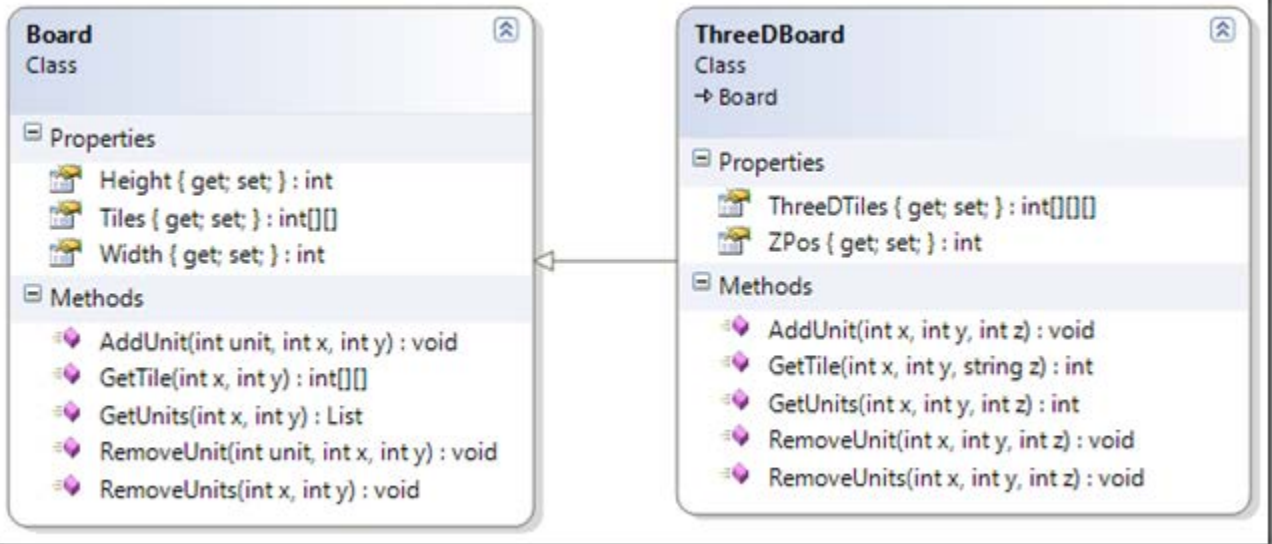 Board
Class
Properties
Height { get; set; } : int
Tiles { get; set; } : int[][]
Width { get; set; } : int
Methods
AddUnit(int unit, int x, int y) : void
GetTile(int x, int y) : int[][]
GetUnits(int x, int y) : List
RemoveUnit(int unit, int x, int y) : void
RemoveUnits(int x, int y) : void
ThreeDBoard
Class
Board
Properties
ThreeDTiles { get; set; } : int[][][]
ZPos { get; set; } : int
Methods
AddUnit(int x, int y, int z) : void
GetTile(int x, int y, string z) : int
GetUnits(int x, int y, int z) : int
RemoveUnit(int x, int y, int z) : void
RemoveUnits(int x, int y, int z) : void